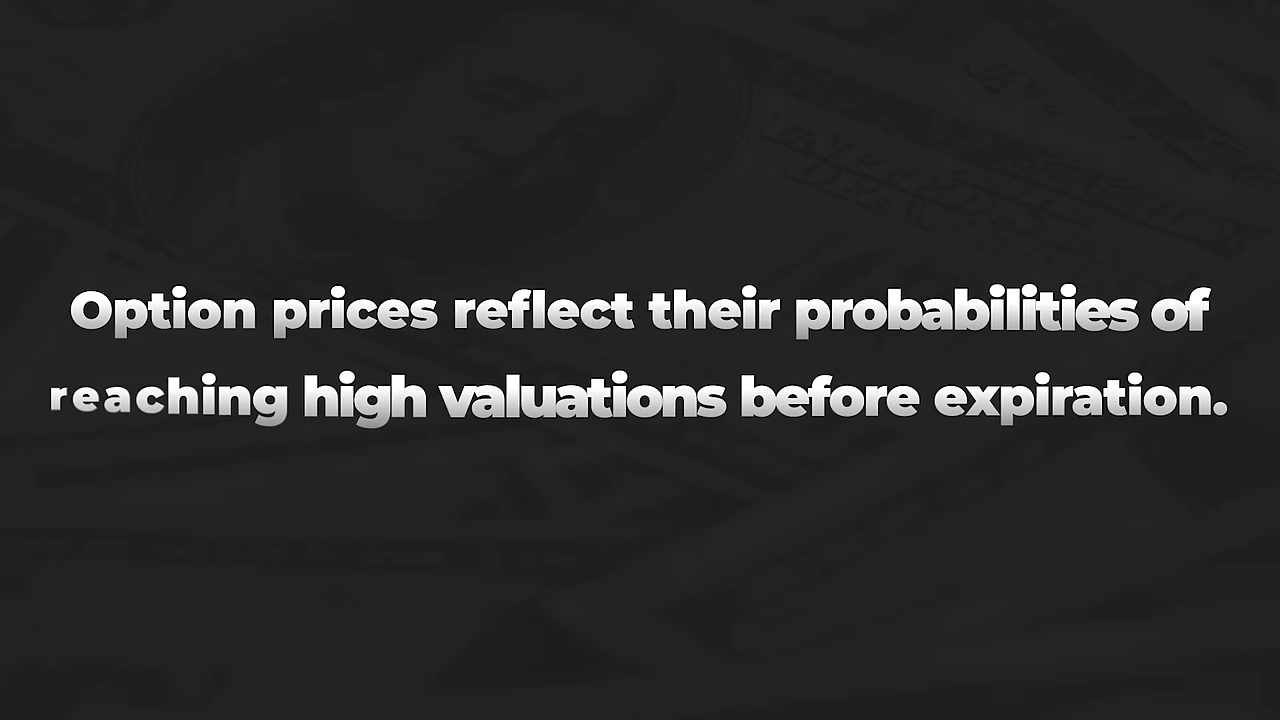 Option prices reflect their probabilities of
reaching high valuations before expiration.